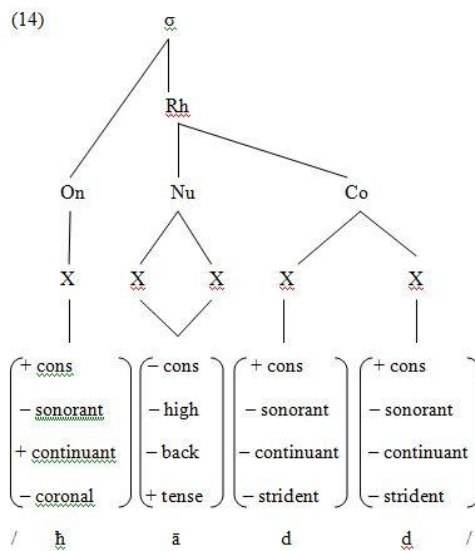 (14) σ
Rh
On Nu Co
X X X X X
+ cons − cons + cons + cons
− sonorant − high − sonorant − sonorant
+ continuant − back − continuant − continuant
− coronal + tense − strident − strident
/ ħ ā d d /